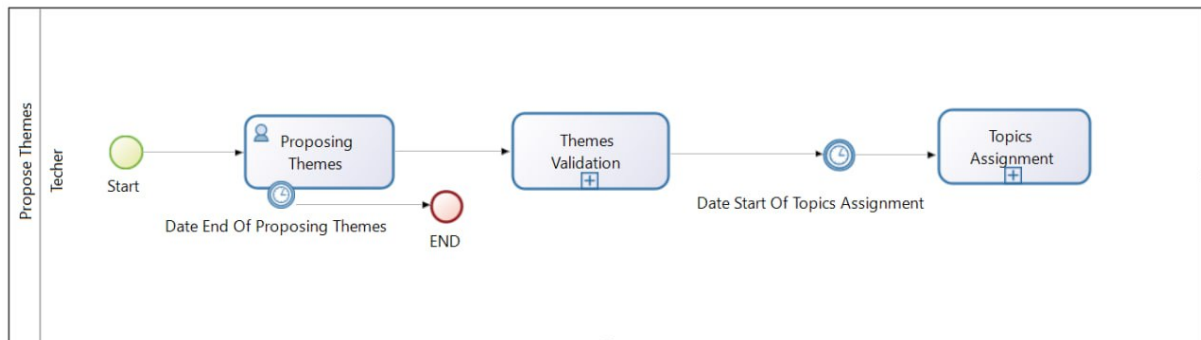 Propose Themes
Techer
Start
Proposing
Themes
Date End Of Proposing Themes
END
Themes
Validation
Date Start Of Topics Assignment
Topics
Assignment